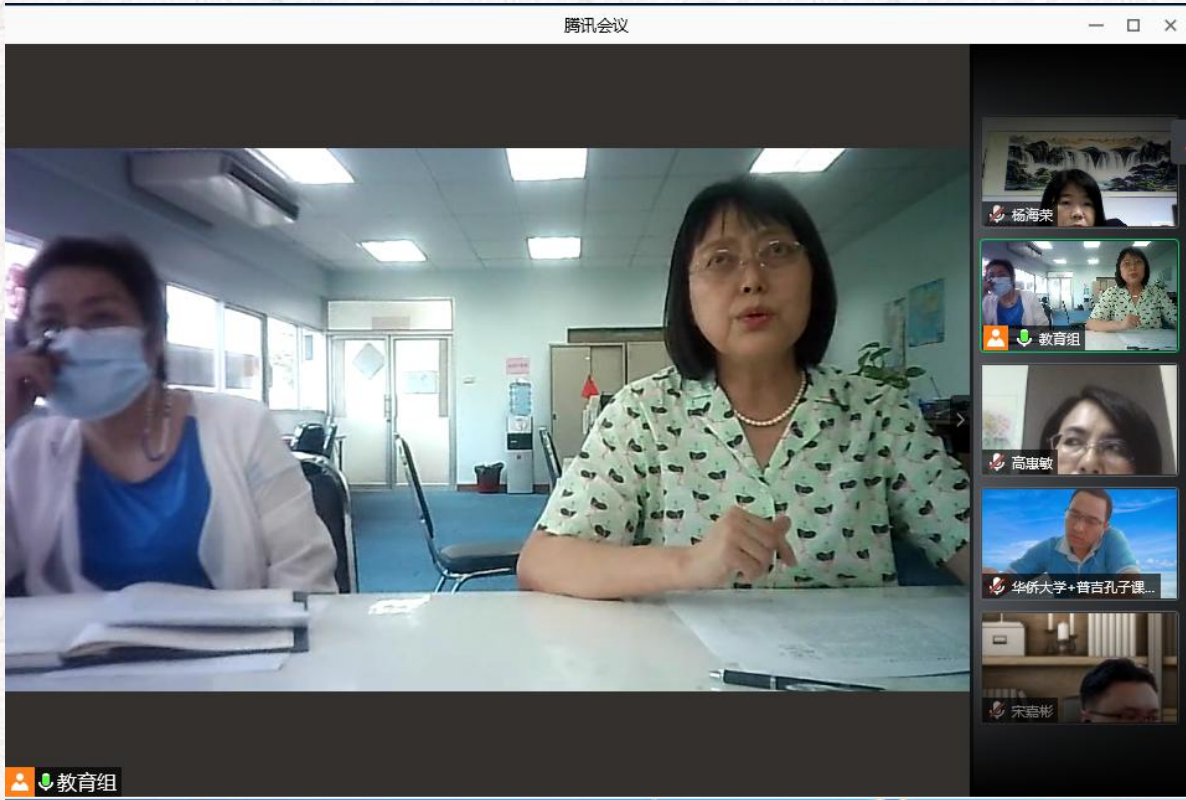 腾讯会议
杨海荣
教育组
高惠敏
华侨大学+普吉孔子课...
宋嘉彬
教育组